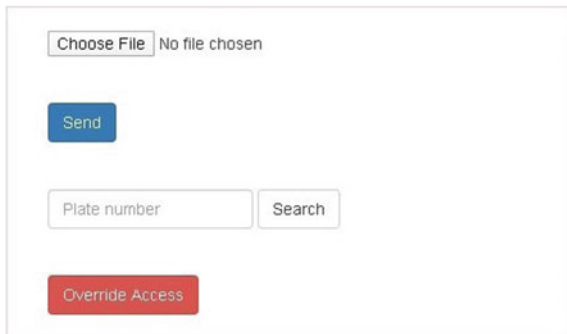 Choose File No file chosen
Send
Plate number Search
Override Access